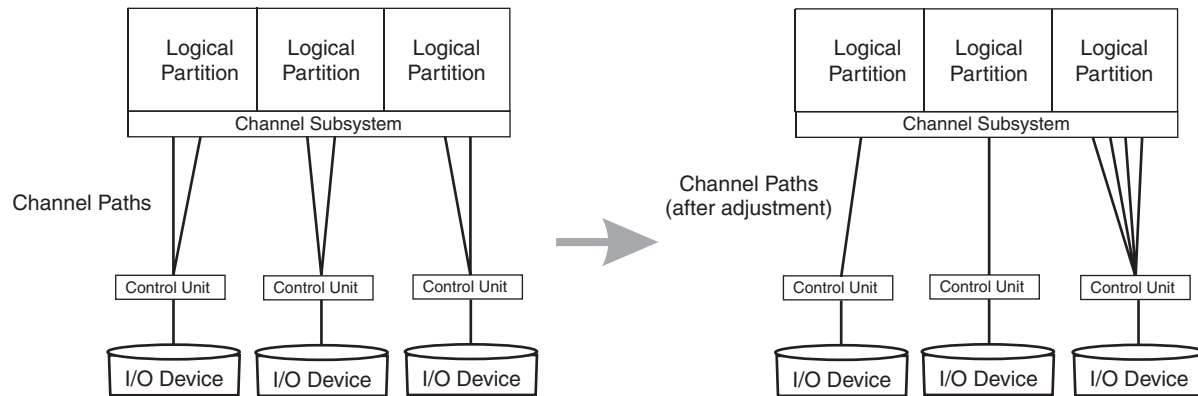 Logical
Partition
Logical
Partition
Logical
Partition
Channel Subsystem
Channel Paths
Control Unit
Control Unit
Control Unit
I/O Device
I/O Device
I/O Device
Logical
Partition
Logical
Partition
Logical
Partition
Channel Subsystem
Channel Paths
(after adjustment)
Control Unit
Control Unit
Control Unit
I/O Device
I/O Device
I/O Device